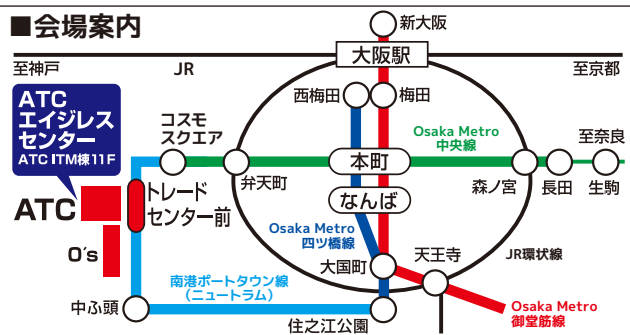 ■会場案内
新大阪
大阪駅
至神戸
JR
至京都
ATC
エイジレス
センター
ATC ITM棟11F
西梅田
梅田
コスモ
スクエア
Osaka Metro
中央線
至奈良
本町
弁天町
森ノ宮
長田
生駒
トレード
センター前
ATC
なんば
O's
Osaka Metro
四ツ橋線
天王寺
JR環状線
大国町
南港ポートタウン線
（ニュートラム）
中ふ頭
住之江公園
Osaka Metro
御堂筋線